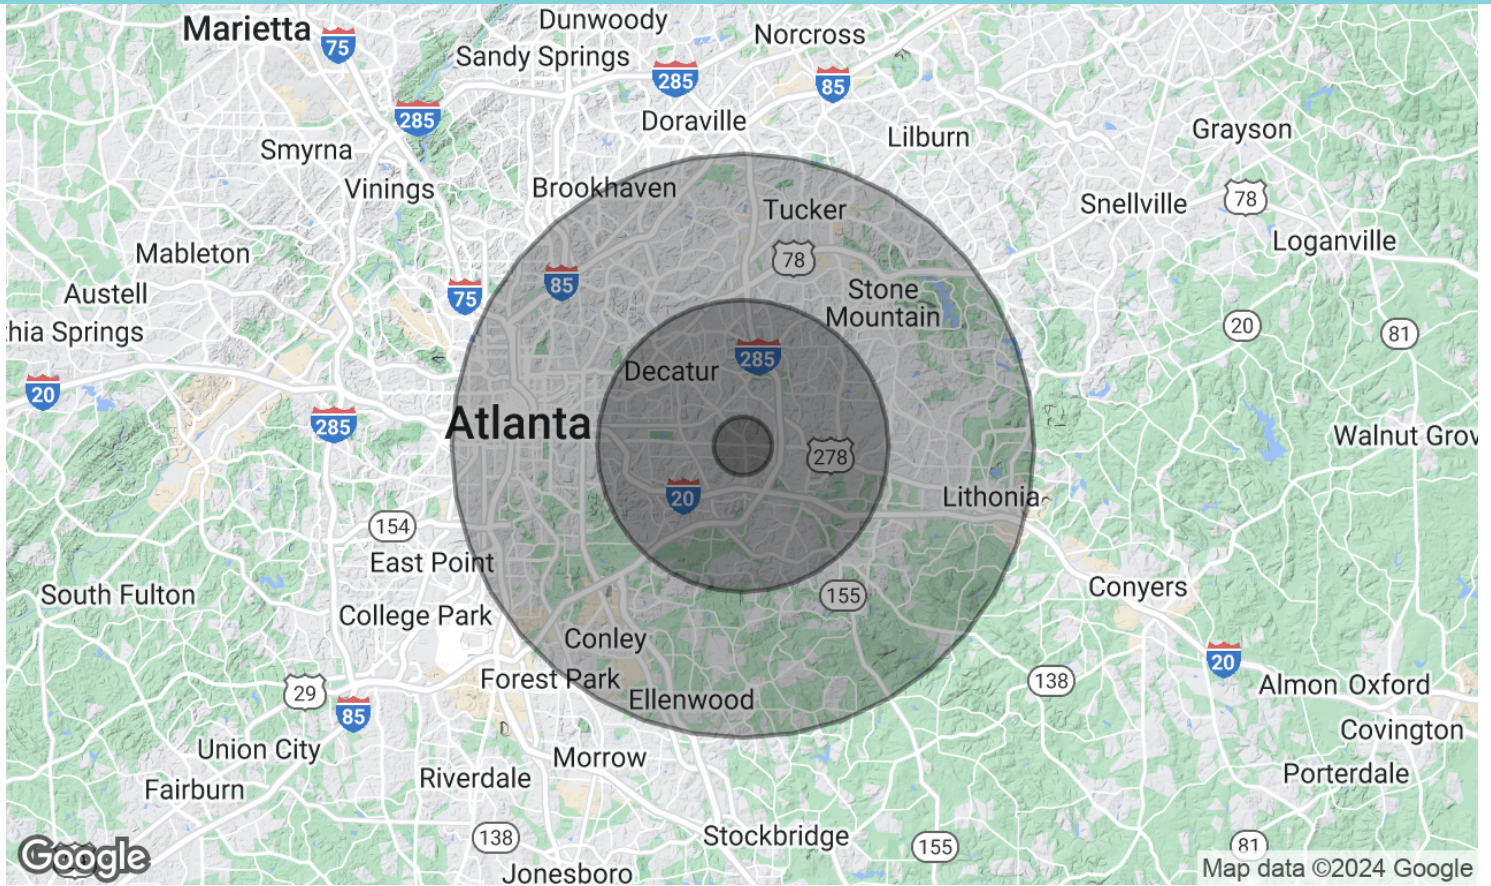 Dunwoody
Marietta
75
Norcross
Sandy Springs
285
85
285
Doraville
Lilburn
Grayson
Smyrna
Vinings
Brookhaven
Tucker
Snellville
78
Loganville
Mableton
78
85
75
Austell
Stone
Mountain
thia Springs
20
81
285
Decatur
20
285
Atlanta
278
Walnut Grov
20
Lithonia
154
East Point
155
Conyers
South Fulton
College Park
Conley
20
Forest Park
138
29
Ellenwood
Almon
Oxford
85
Union City
Covington
Morrow
Riverdale
Porterdale
Fairburn
138
Stockbridge
155
81
Google
Jonesboro
Map data ©2024 Google